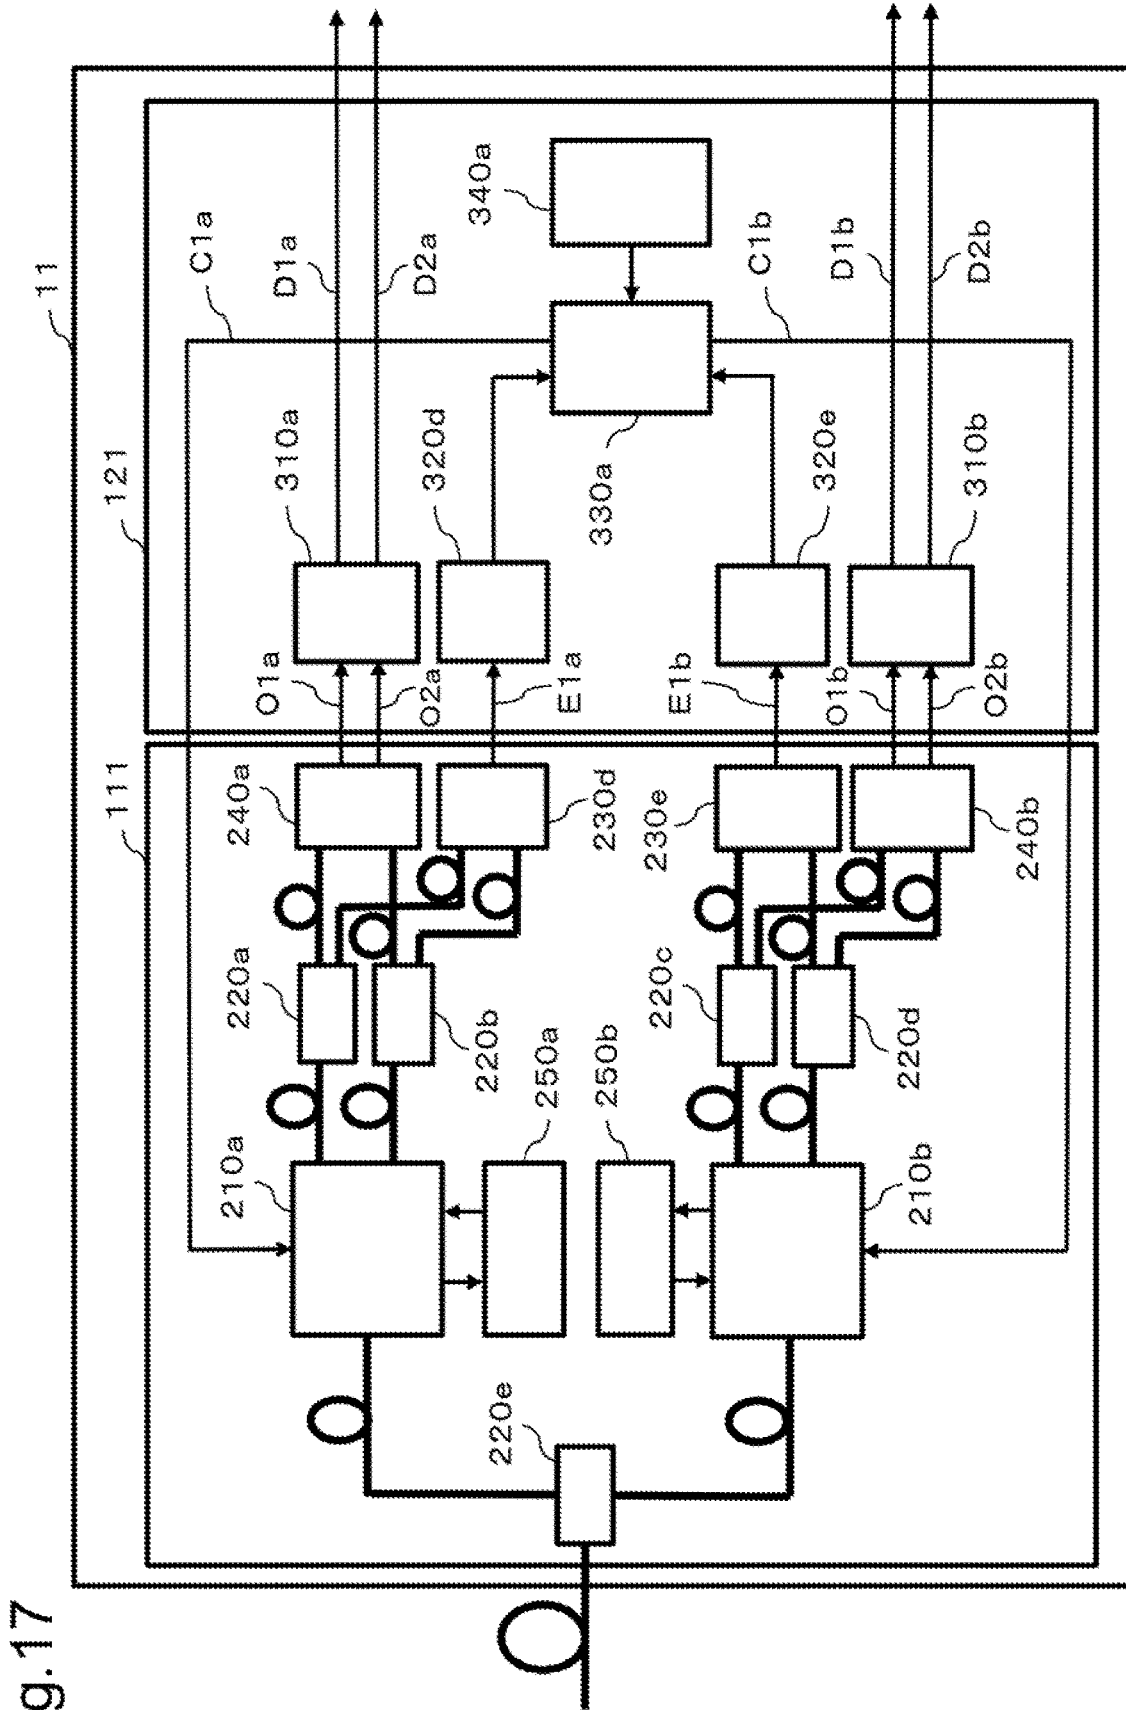 g.17
11
121
111
C1a
D1a
D2a
340a
C1b
D1b
D2b
310a
320d
330a
320e
310b
O1a
O2a
E1a
E1b
O1b
O2b
240a
230d
230e
240b
220a
220b
220c
220d
250a
250b
210a
210b
220e